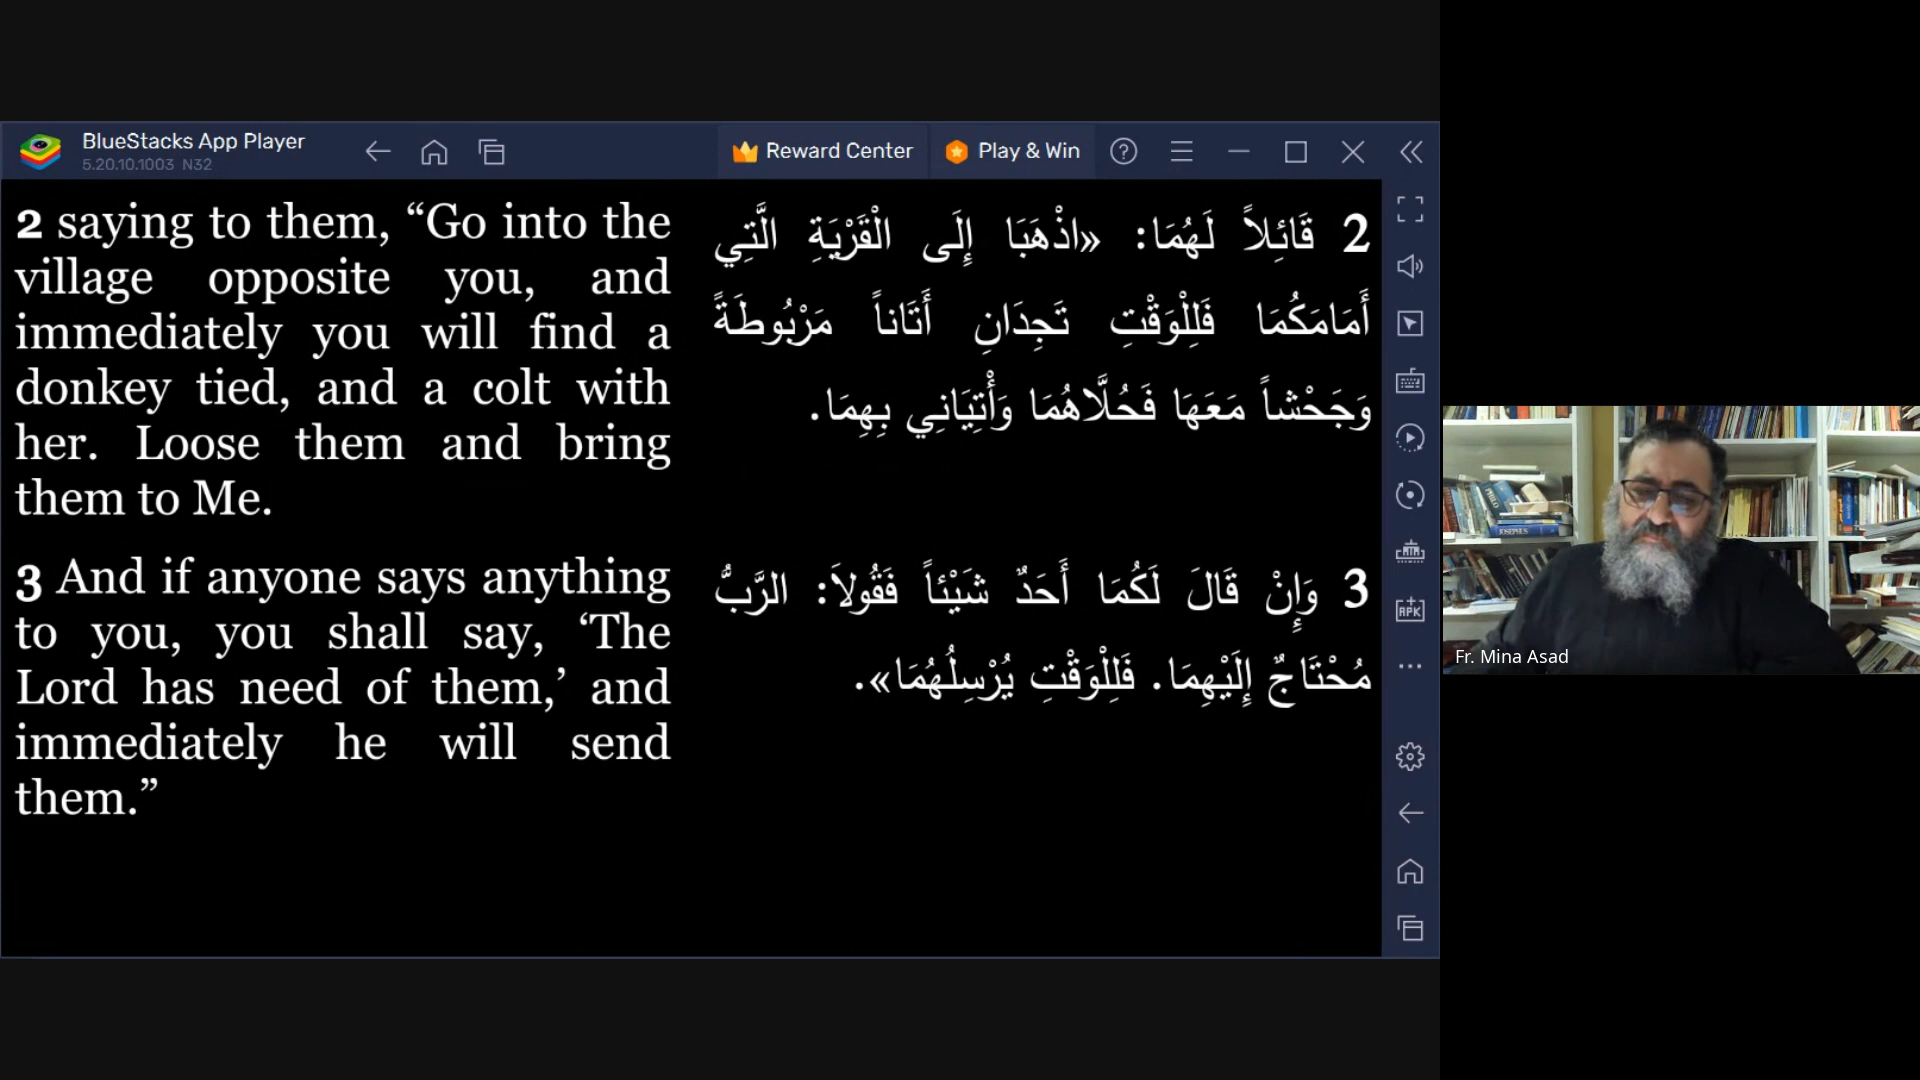 BlueStacks App Player
5.20.10.1003 N32
Reward Center
Play & Win
2 saying to them, “Go into the
village opposite you, and
immediately you will find a
donkey tied, and a colt with
her. Loose them and bring
them to Me.
3 And if anyone says anything
to you, you shall say, ‘The
Lord has need of them,’ and
immediately he will send
them.”
2 قَائِلاً لَهُمَا: «اذْهَبَا إِلَى الْقَرْيَةِ الَّتِي
أَمَامَكُمَا فَلِلْوَقْتِ تَجِدَانِ أَتَاناً مَرْبُوطَةً
وَجَحْشاً مَعَهَا فَحُلَّاهُمَا وَأْتِيَانِي بِهِمَا.
3 وَإِنْ قَالَ لَكُمَا أَحَدٌ شَيْئاً فَقُولاَ: الرَّبُّ
مُحْتَاجٌ إِلَيْهِمَا. فَلِلْوَقْتِ يُرْسِلُهُمَا».
APK
Fr. Mina Asad
PHILO
JOSEPHUS